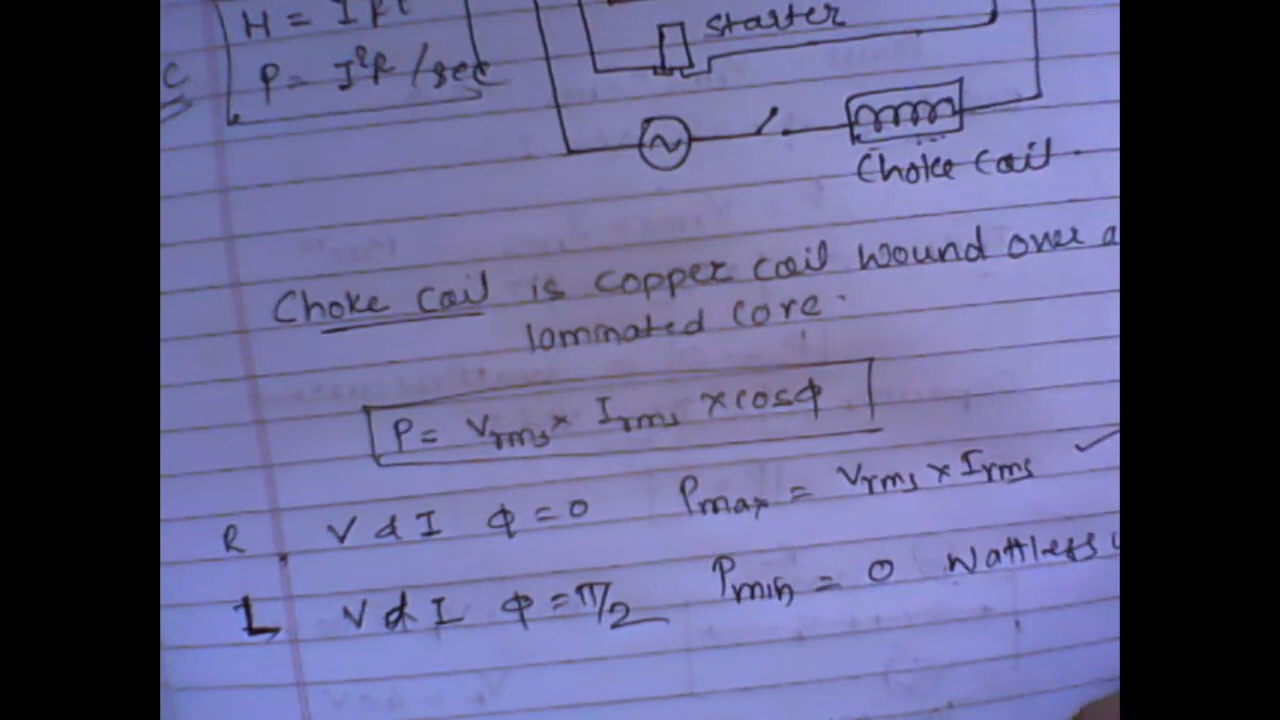 H = I
P = I²R /sec
C
starter
Choke Coil
Choke Coil is copper coil wound over a
laminated core.
P = Vrms × Irms × cosφ
R V & I φ = 0 Pmax = Vrms × Irms ✓
L V & I φ = π/2 Pmin = 0 Wattless